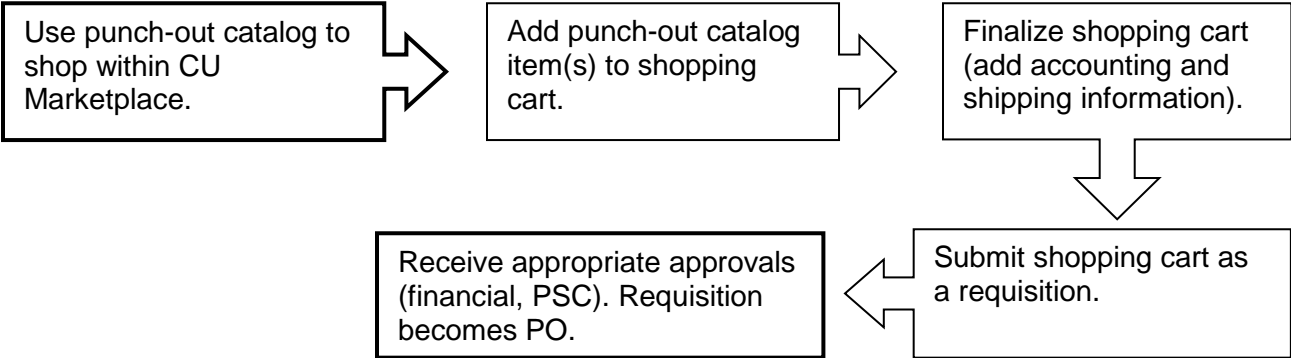 Use punch-out catalog to
shop within CU
Marketplace.
Add punch-out catalog
item(s) to shopping
cart.
Finalize shopping cart
(add accounting and
shipping information).
Submit shopping cart as
a requisition.
Receive appropriate approvals
(financial, PSC). Requisition
becomes PO.